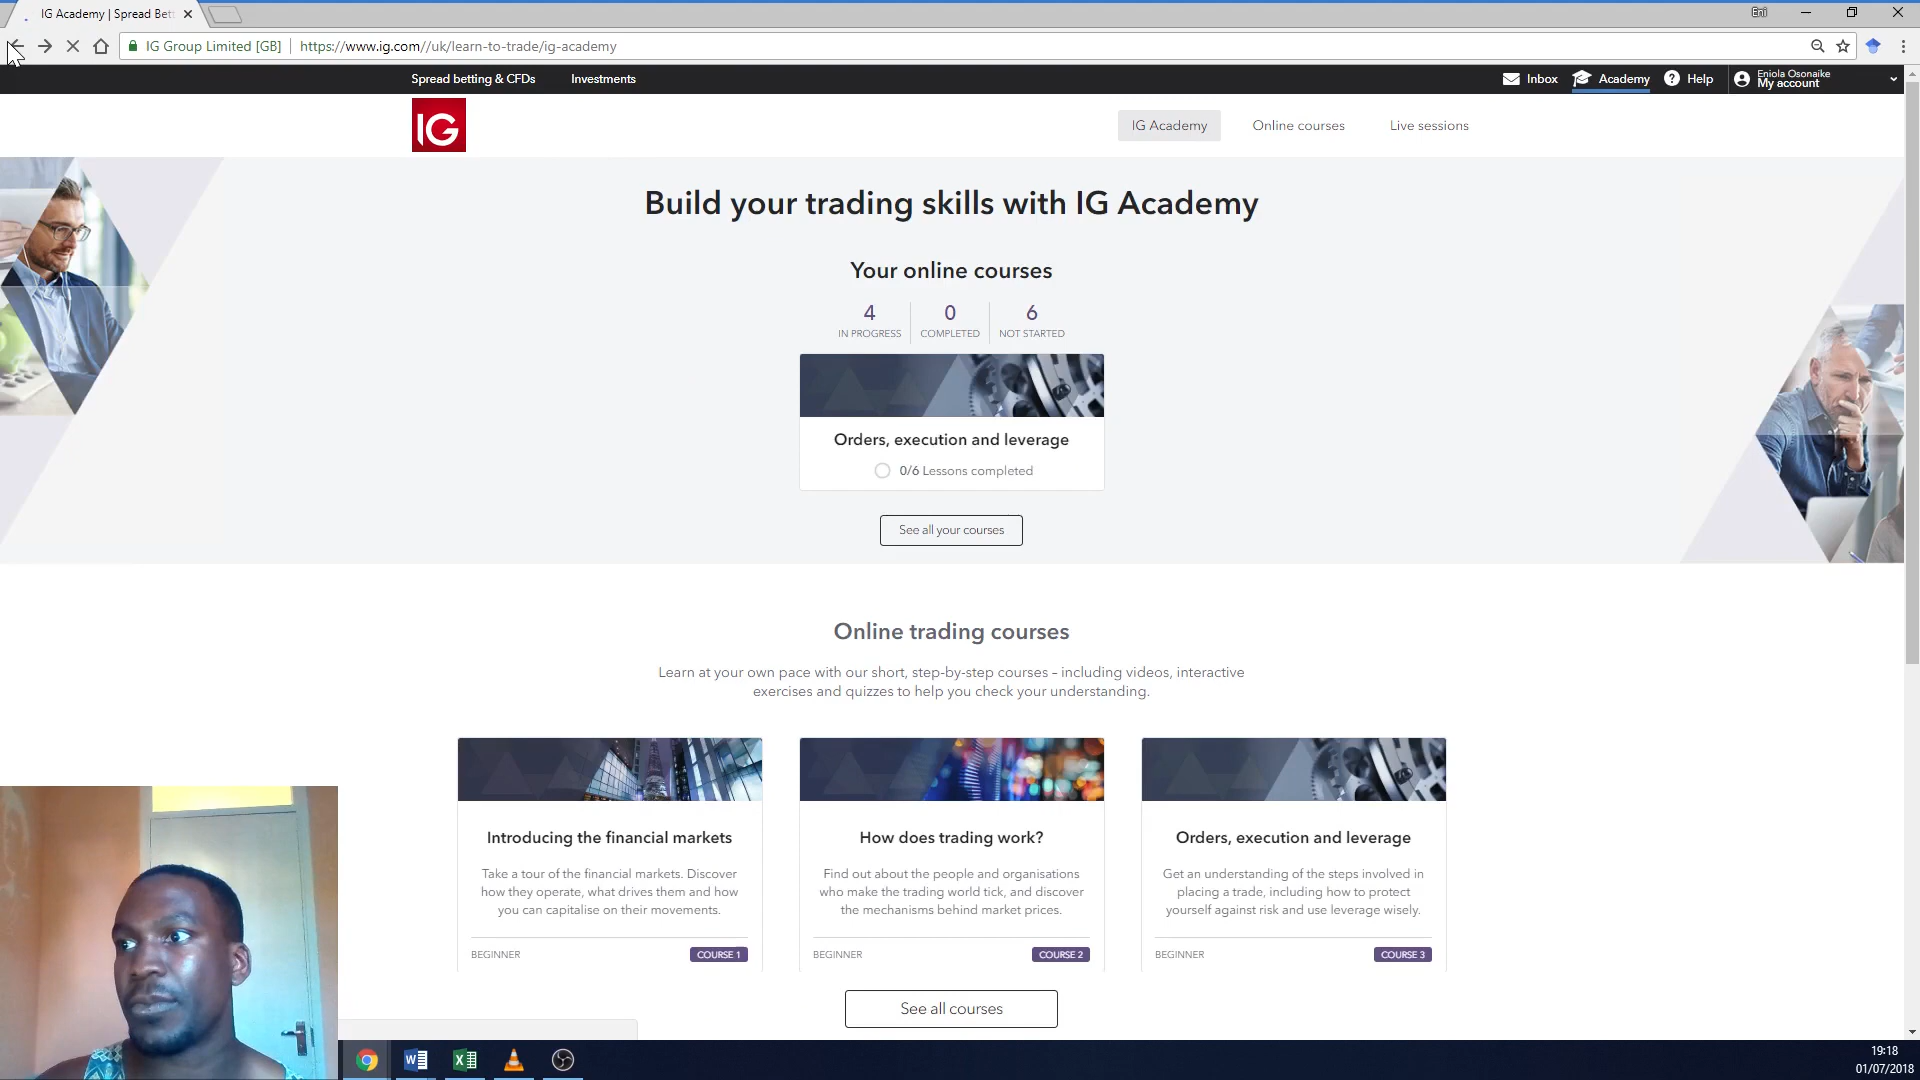 IG Academy | Spread Bett
Eni
IG Group Limited [GB]
https://www.ig.com//uk/learn-to-trade/ig-academy
Spread betting & CFDs
Investments
Inbox
Academy
Help
Eniola Osonaike
My account
IG
IG Academy
Online courses
Live sessions
Build your trading skills with IG Academy
Your online courses
4
0
6
IN PROGRESS
COMPLETED
NOT STARTED
Orders, execution and leverage
0/6 Lessons completed
See all your courses
Online trading courses
Learn at your own pace with our short, step-by-step courses – including videos, interactive
exercises and quizzes to help you check your understanding.
Introducing the financial markets
Take a tour of the financial markets. Discover
how they operate, what drives them and how
you can capitalise on their movements.
BEGINNER
COURSE 1
How does trading work?
Find out about the people and organisations
who make the trading world tick, and discover
the mechanisms behind market prices.
BEGINNER
COURSE 2
Orders, execution and leverage
Get an understanding of the steps involved in
placing a trade, including how to protect
yourself against risk and use leverage wisely.
BEGINNER
COURSE 3
See all courses
19:18
01/07/2018